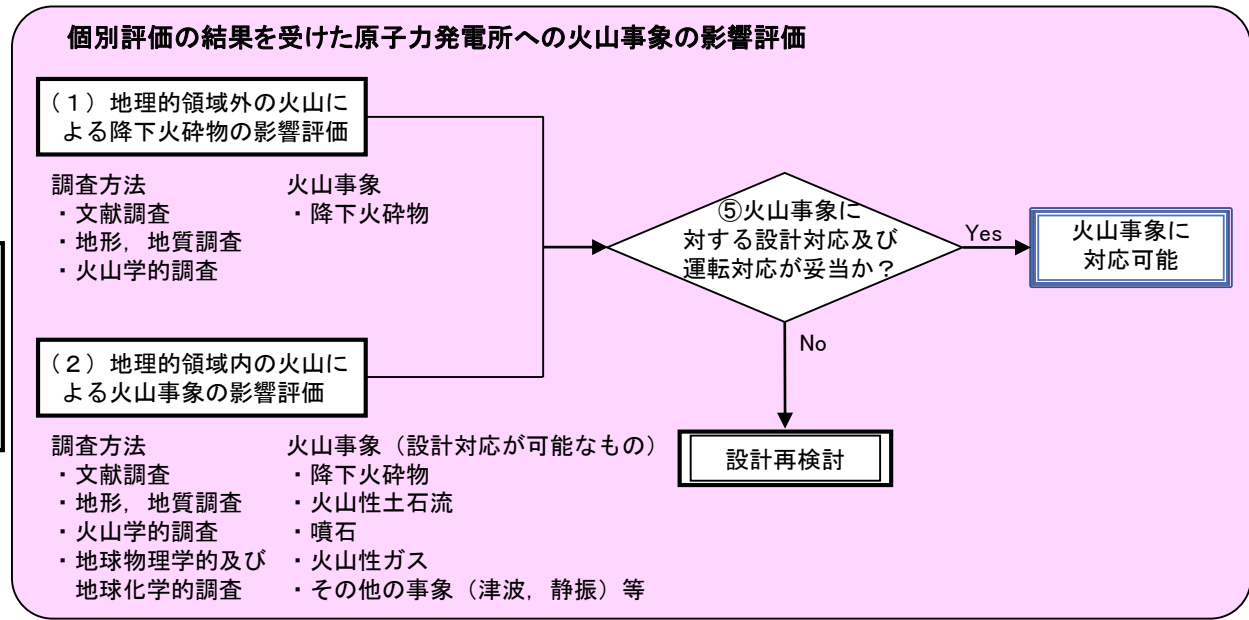 個別評価の結果を受けた原子力発電所への火山事象の影響評価
（１）地理的領域外の火山に
よる降下火砕物の影響評価
調査方法
・文献調査
・地形，地質調査
・火山学的調査
火山事象
・降下火砕物
（２）地理的領域内の火山に
よる火山事象の影響評価
調査方法
・文献調査
・地形，地質調査
・火山学的調査
・地球物理学的及び
地球化学的調査
火山事象（設計対応が可能なもの）
・降下火砕物
・火山性土石流
・噴石
・火山性ガス
・その他の事象（津波，静振）等
⑤火山事象に
対する設計対応及び
運転対応が妥当か？
Yes
火山事象に
対応可能
No
設計再検討